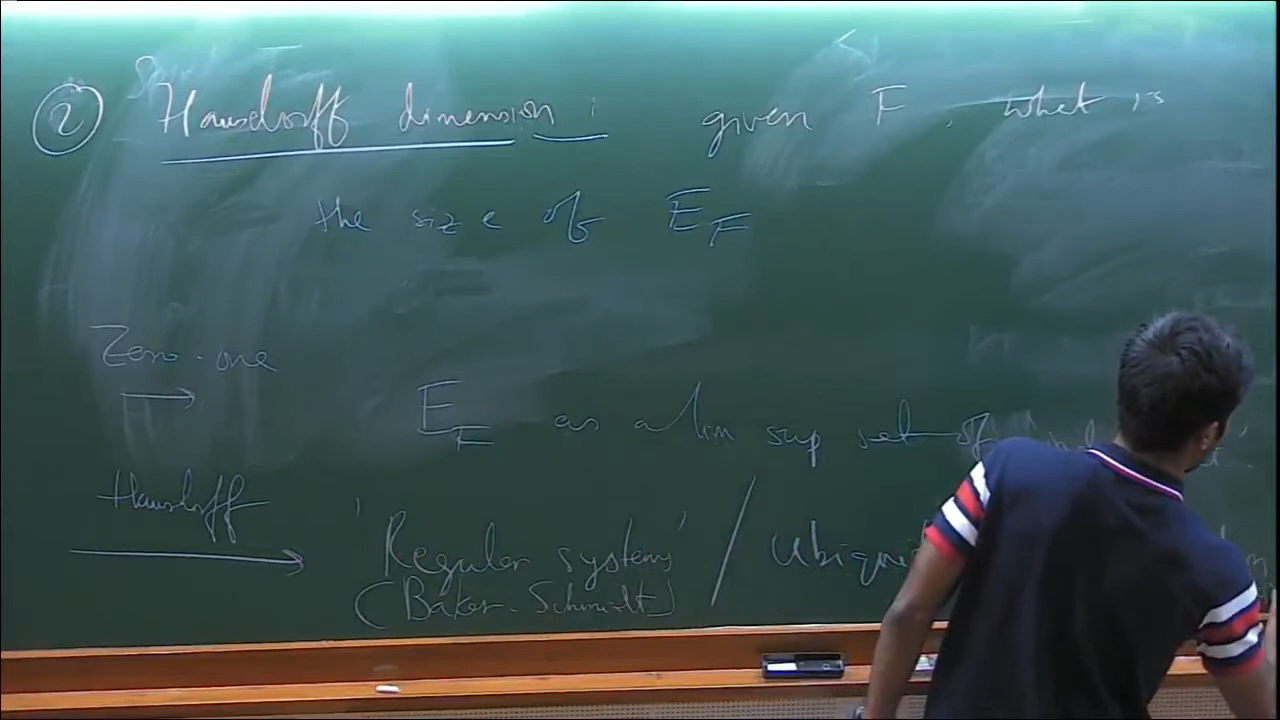 ② Hausdorff dimension : given F, what is
the size of E_F
Zero-one
→
E_F as a lim sup set of
Hausdorff
→ 'Regular systems' /
(Baker-Schmidt)